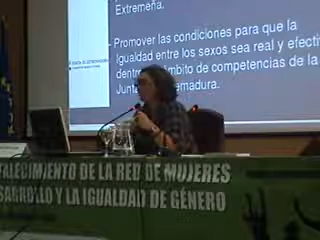 Extremeña.
- Promover las condiciones para que la
Igualdad entre los sexos sea real y efecti
dentro ámbito de competencias de la
Junta
emadura.
TALECIMIENTO DE LA RED DE MUJERES
SARROLLO Y LA IGUALDAD DE GÉNERO